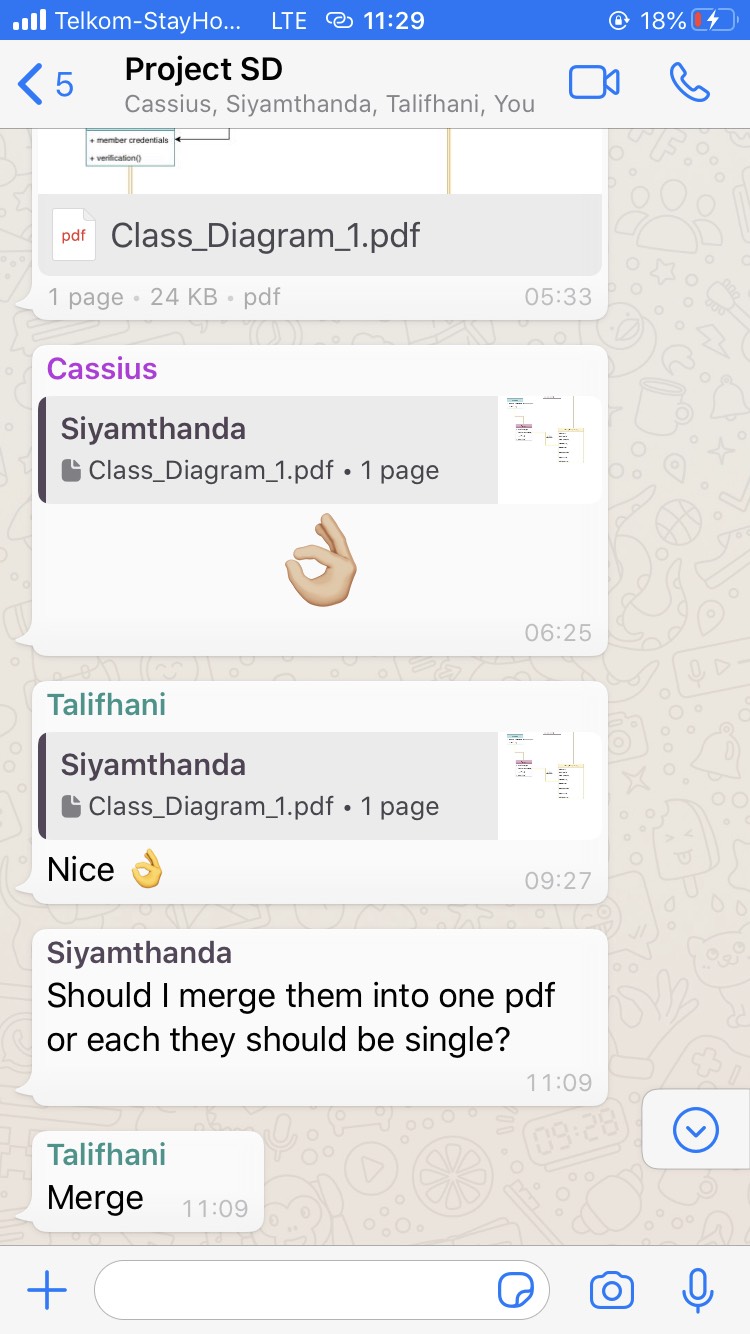 Telkom-StayHo... LTE 11:29 18%
5 Project SD
Cassius, Siyamthanda, Talifhani, You
+ member credentials
+ verification()
pdf Class_Diagram_1.pdf
1 page • 24 KB • pdf 05:33
Cassius
Siyamthanda
Class_Diagram_1.pdf • 1 page
👌🏼
06:25
Talifhani
Siyamthanda
Class_Diagram_1.pdf • 1 page
Nice 👌 09:27
Siyamthanda
Should I merge them into one pdf
or each they should be single?
11:09
Talifhani
Merge 11:09